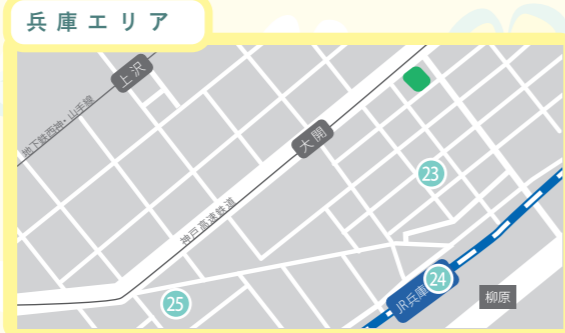 兵庫エリア
上沢
地下鉄西神・山手線
大開
23
神戸高速鉄道
24
JR兵庫
柳原
25